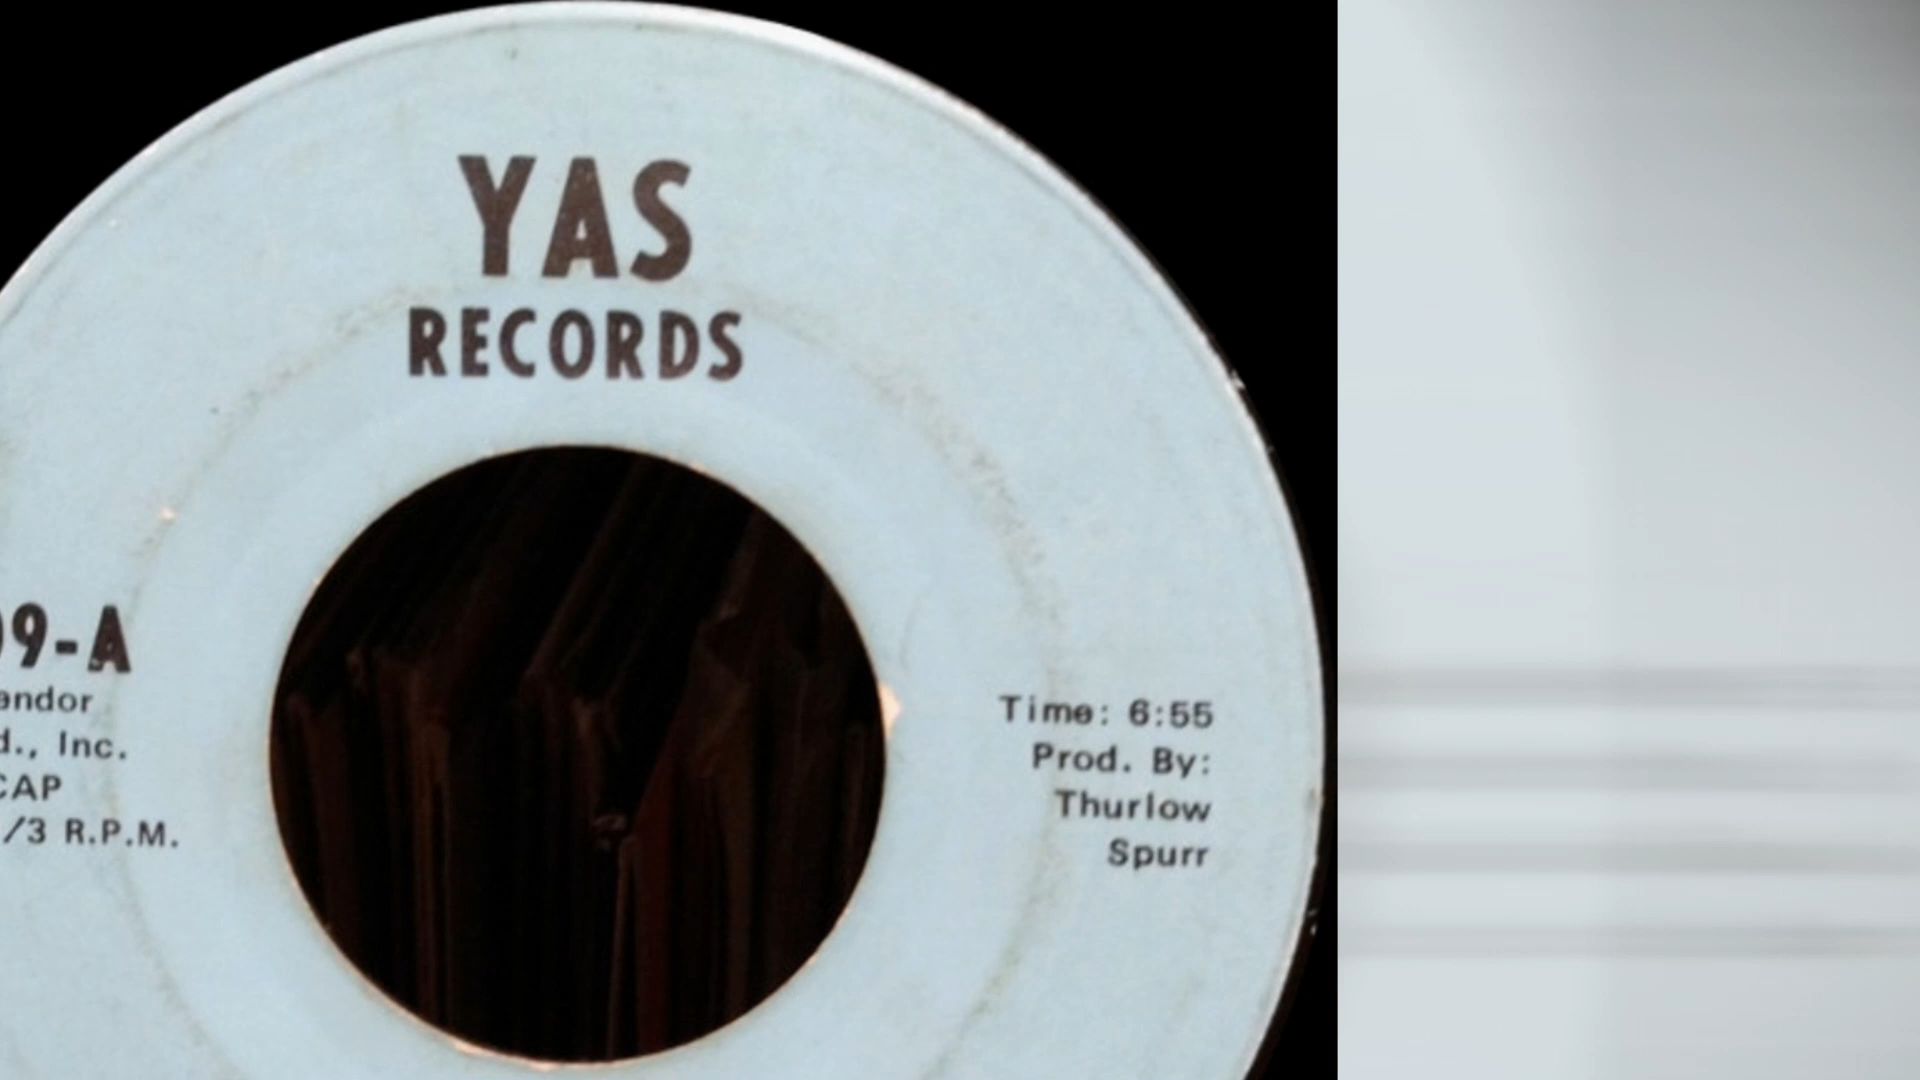 YAS
RECORDS
09-A
andor
d., Inc.
CAP
/3 R.P.M.
Time: 6:55
Prod. By:
Thurlow
Spurr